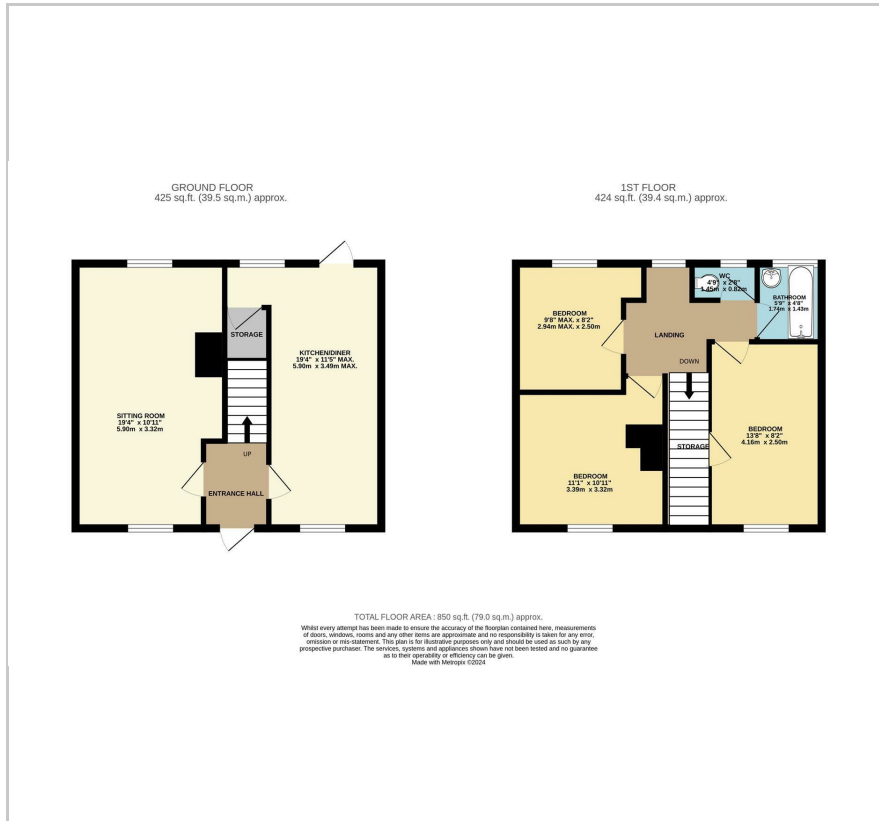 GROUND FLOOR
425 sq.ft. (39.5 sq.m.) approx.
STORAGE
KITCHEN/DINER
19'4" x 11'5" MAX.
5.90m x 3.49m MAX.
SITTING ROOM
19'4" x 10'11"
5.90m x 3.32m
UP
ENTRANCE HALL
1ST FLOOR
424 sq.ft. (39.4 sq.m.) approx.
WC
4'9" x 2'8"
1.45m x 0.82m
BATHROOM
5'9" x 4'8"
1.74m x 1.43m
BEDROOM
9'8" MAX. x 8'2"
2.94m MAX. x 2.50m
LANDING
DOWN
BEDROOM
13'8" x 8'2"
4.16m x 2.50m
STORAGE
BEDROOM
11'1" x 10'11"
3.39m x 3.32m
TOTAL FLOOR AREA : 850 sq.ft. (79.0 sq.m.) approx.
Whilst every attempt has been made to ensure the accuracy of the floorplan contained here, measurements
of doors, windows, rooms and any other items are approximate and no responsibility is taken for any error,
omission or mis-statement. This plan is for illustrative purposes only and should be used as such by any
prospective purchaser. The services, systems and appliances shown have not been tested and no guarantee
as to their operability or efficiency can be given.
Made with Metropix ©2024